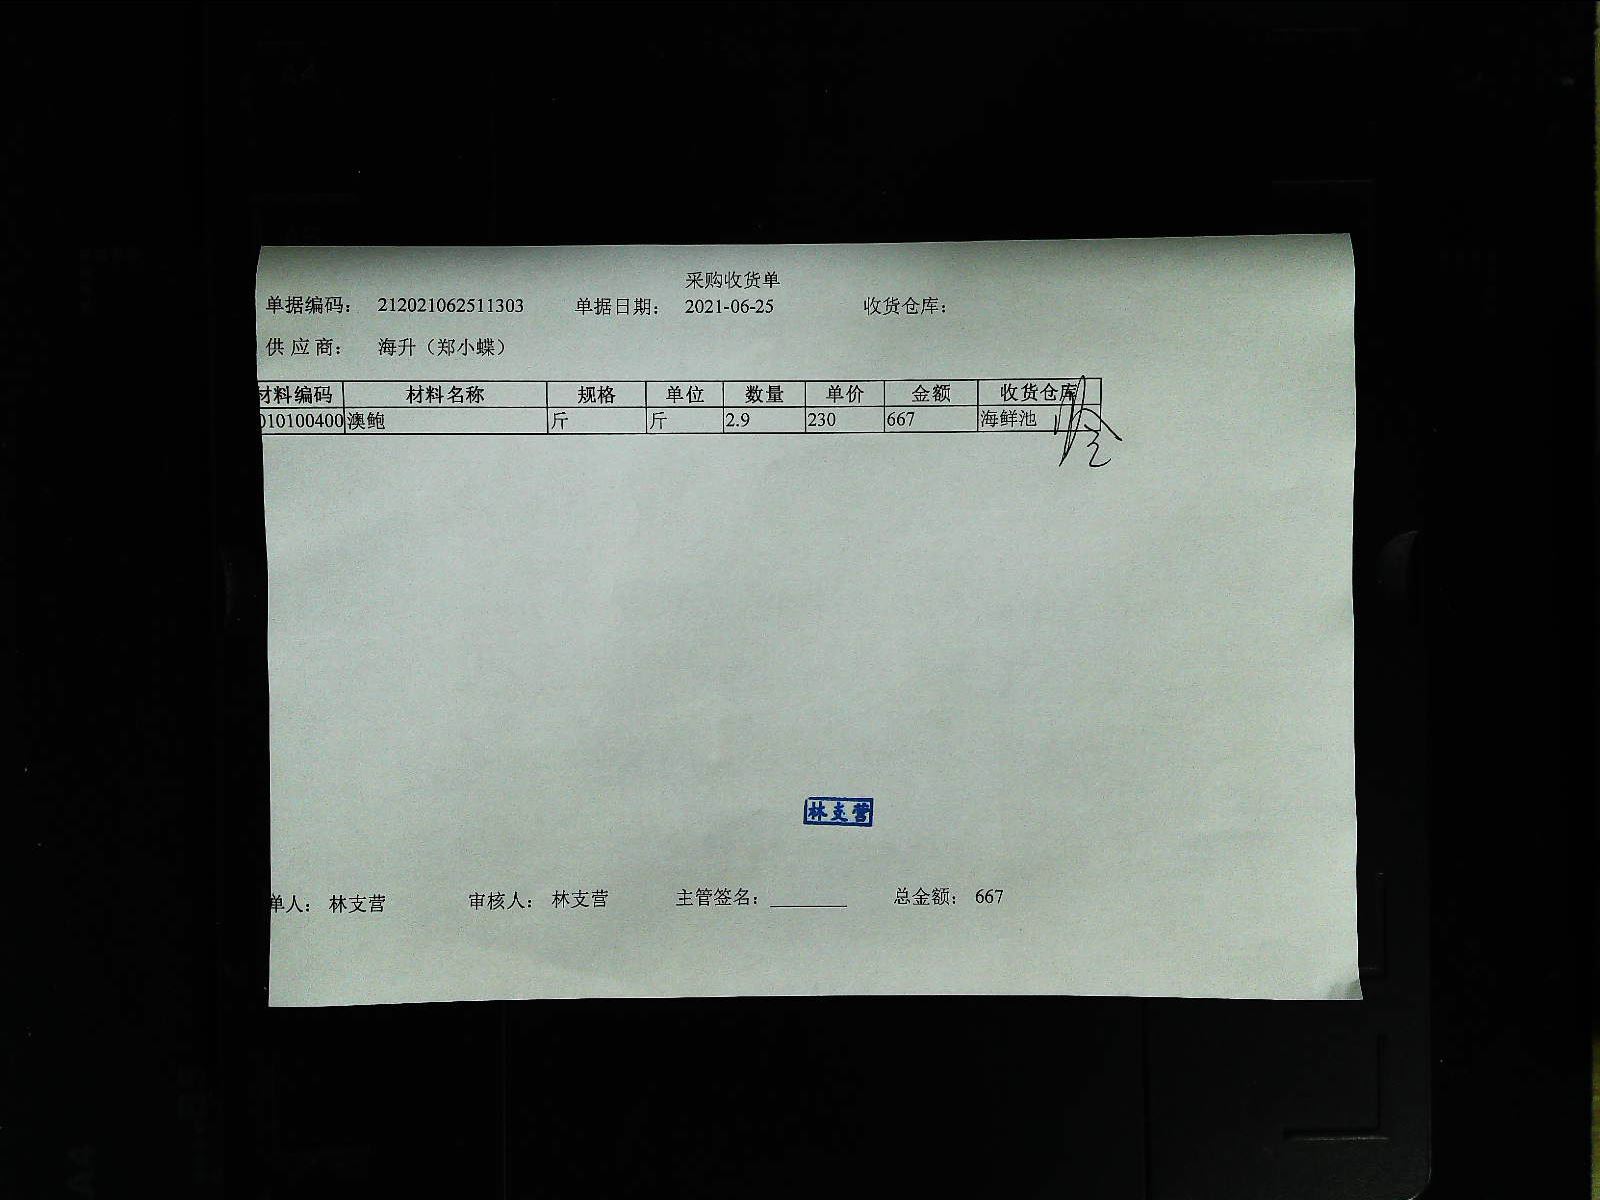 采购收货单
单据编码： 212021062511303 单据日期： 2021-06-25 收货仓库：
供 应 商： 海升（郑小蝶）
材料编码 材料名称 规格 单位 数量 单价 金额 收货仓库
010100400 澳鲍 斤 斤 2.9 230 667 海鲜池
林支营
单人： 林支营 审核人： 林支营 主管签名：________ 总金额： 667